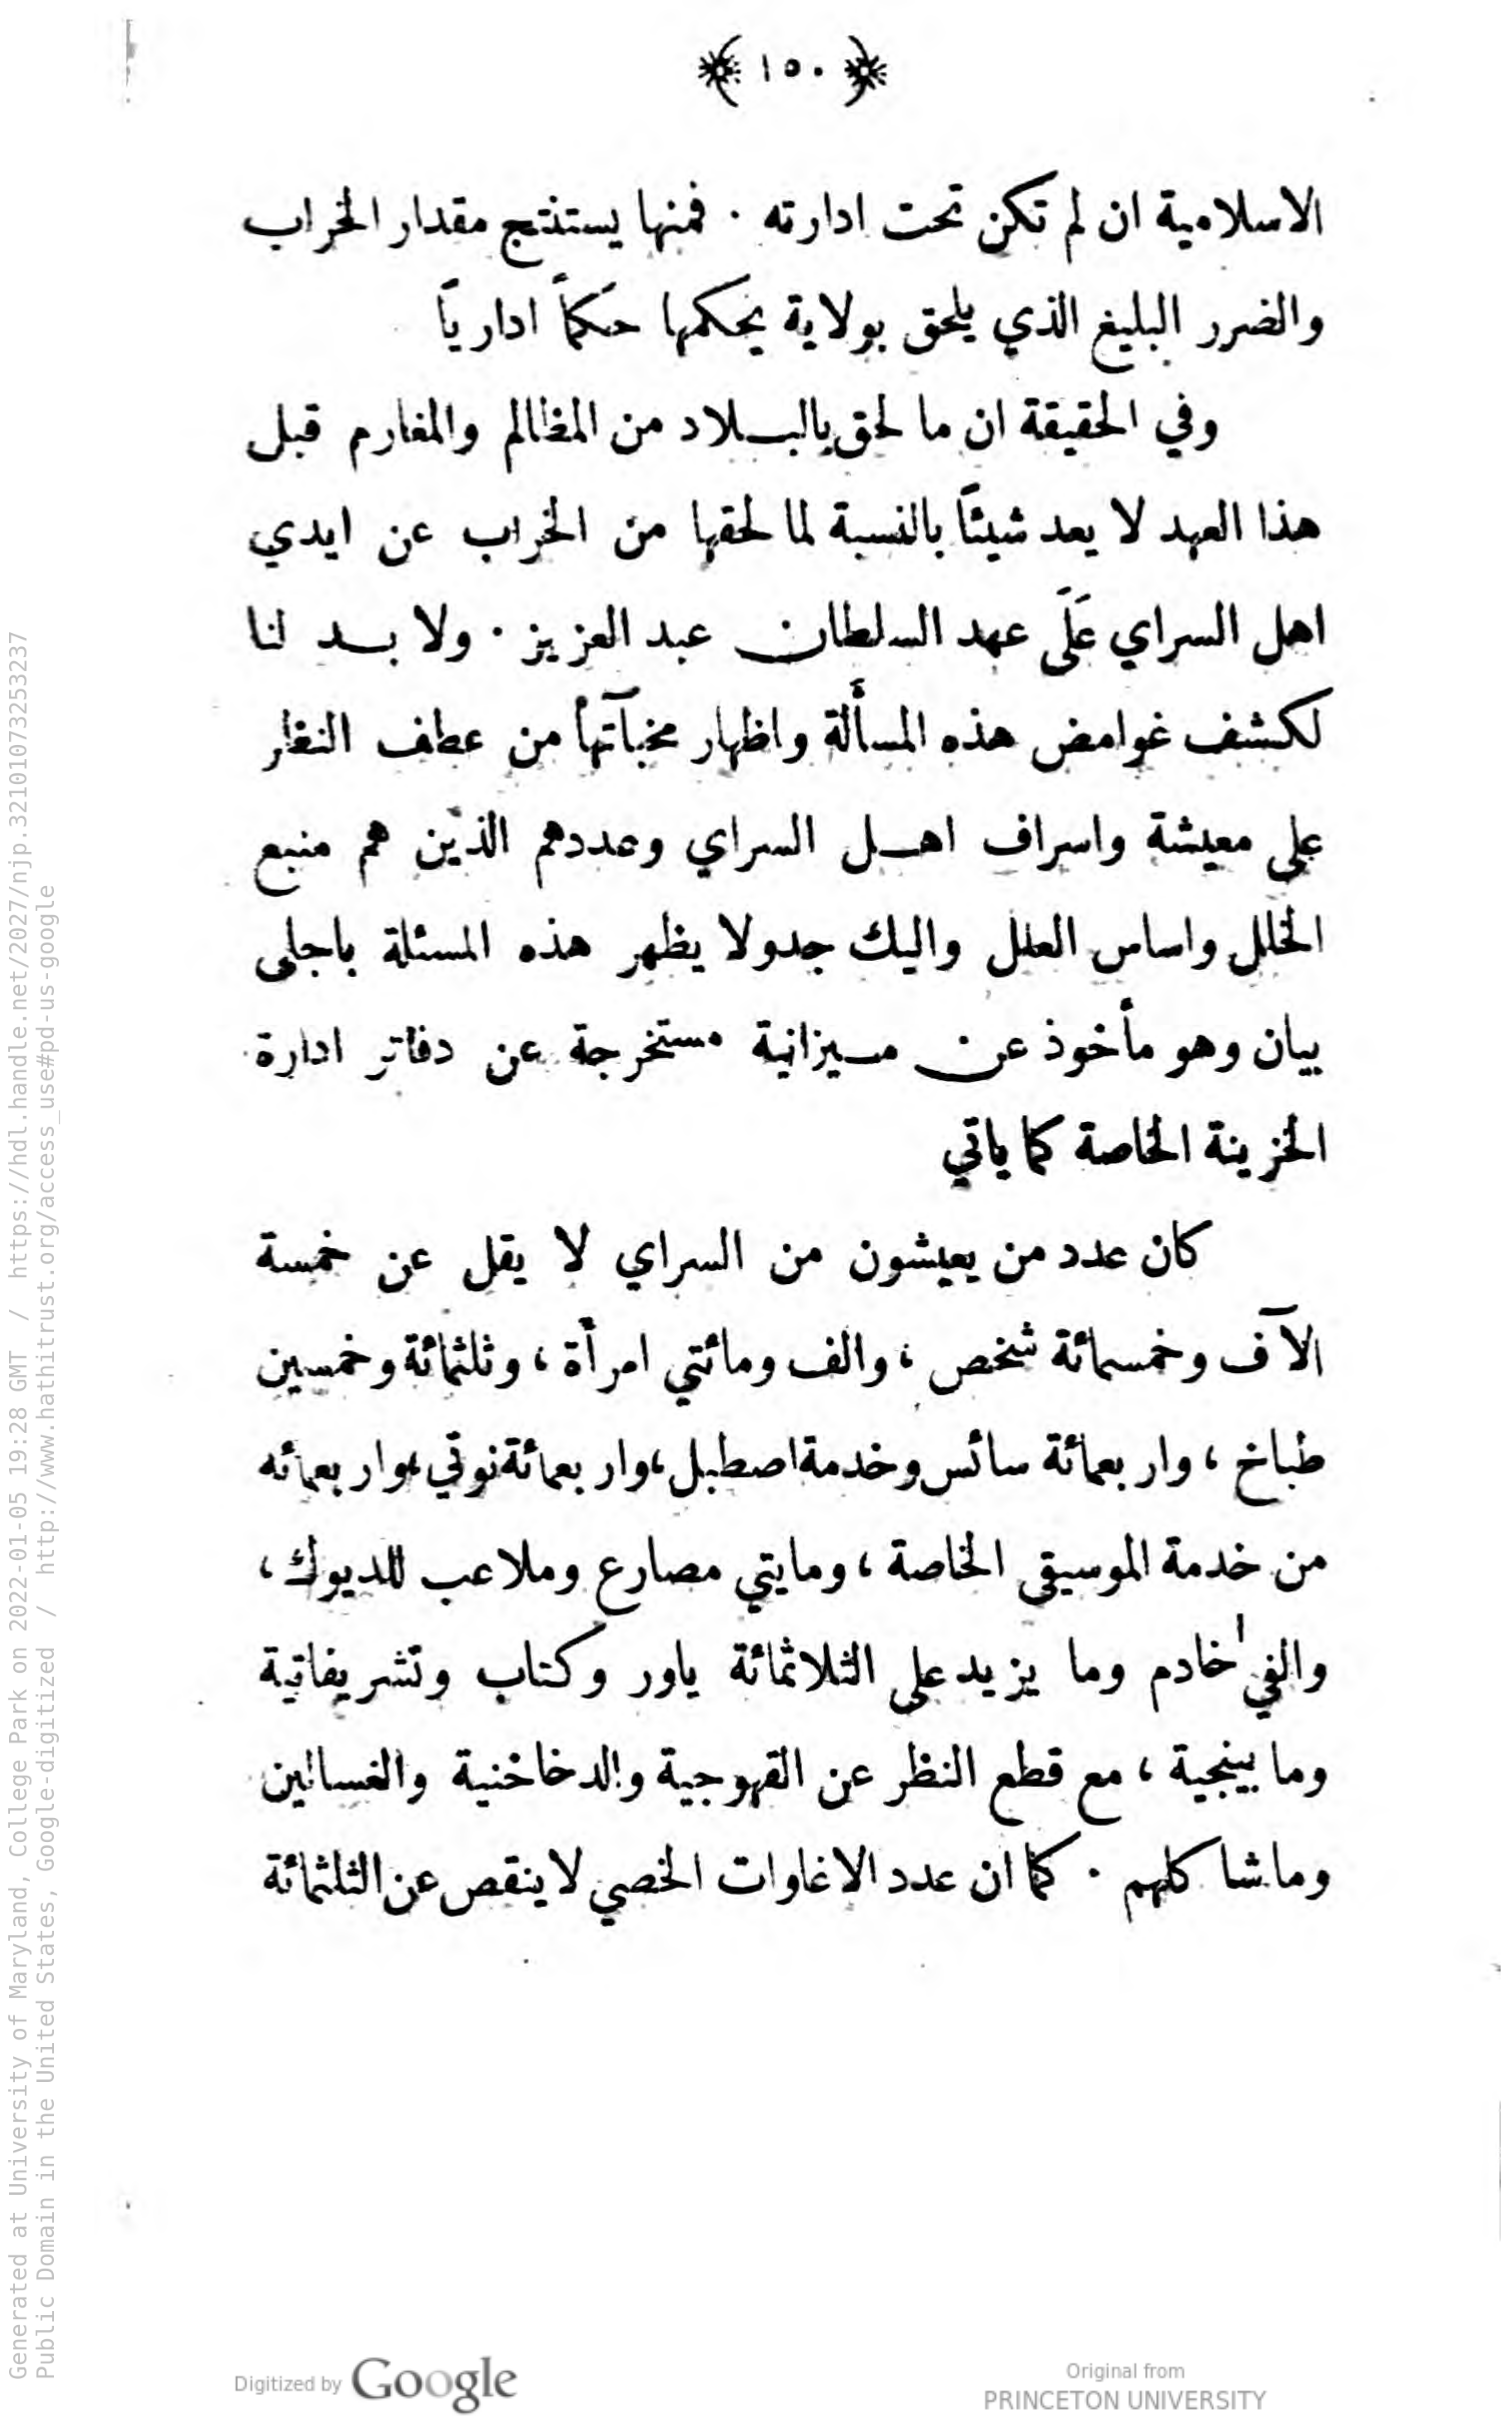 ﴿ ١٥٠ ﴾
الاسلامية ان لم تكن تحت ادارته . فمنها يستنتج مقدار الخراب
والضرر البليغ الذي يلحق بولاية يحكمها حكماً ادارياً
وفي الحقيقة ان ما لحق بالبلاد من المظالم والمغارم قبل
هذا العهد لا يعد شيئاً بالنسبة لما لحقها من الخراب عن ايدي
اهل السراي عَلَى عهد السلطان عبد العزيز . ولا بد لنا
لكشف غوامض هذه المسألة واظهار مخبآتها من عطف النظر
على معيشة واسراف اهل السراي وعددهم الذين هم منبع
الخلل واساس العلل واليك جدولا يظهر هذه المسئلة باجلى
بيان وهو مأخوذ عن ميزانية مستخرجة عن دفاتر ادارة
الخزينة الخاصة كما ياتي
كان عدد من يعيشون من السراي لا يقل عن خمسة
الآف وخمسمائة شخص ، والف ومائتي امرأة ، وثلثمائة وخمسين
طباخ ، واربعمائة سائس وخدمة اصطبل ، واربعمائة نوتي ، واربعمائه
من خدمة الموسيقى الخاصة ، ومايتي مصارع وملاعب للديوك ،
والفي خادم وما يزيد على الثلاثمائة ياور وكتاب وتشريفاتية
وما بينجية ، مع قطع النظر عن القهوجية والدخاخنية والغسالين
وما شاكلهم . كما ان عدد الاغاوات الخصي لا ينقص عن الثلثمائة
Generated at University of Maryland, College Park on 2022-01-05 19:28 GMT / https://hdl.handle.net/2027/njp.32101073253237
Public Domain in the United States, Google-digitized / http://www.hathitrust.org/access_use#pd-us-google
Digitized by Google
Original from
PRINCETON UNIVERSITY